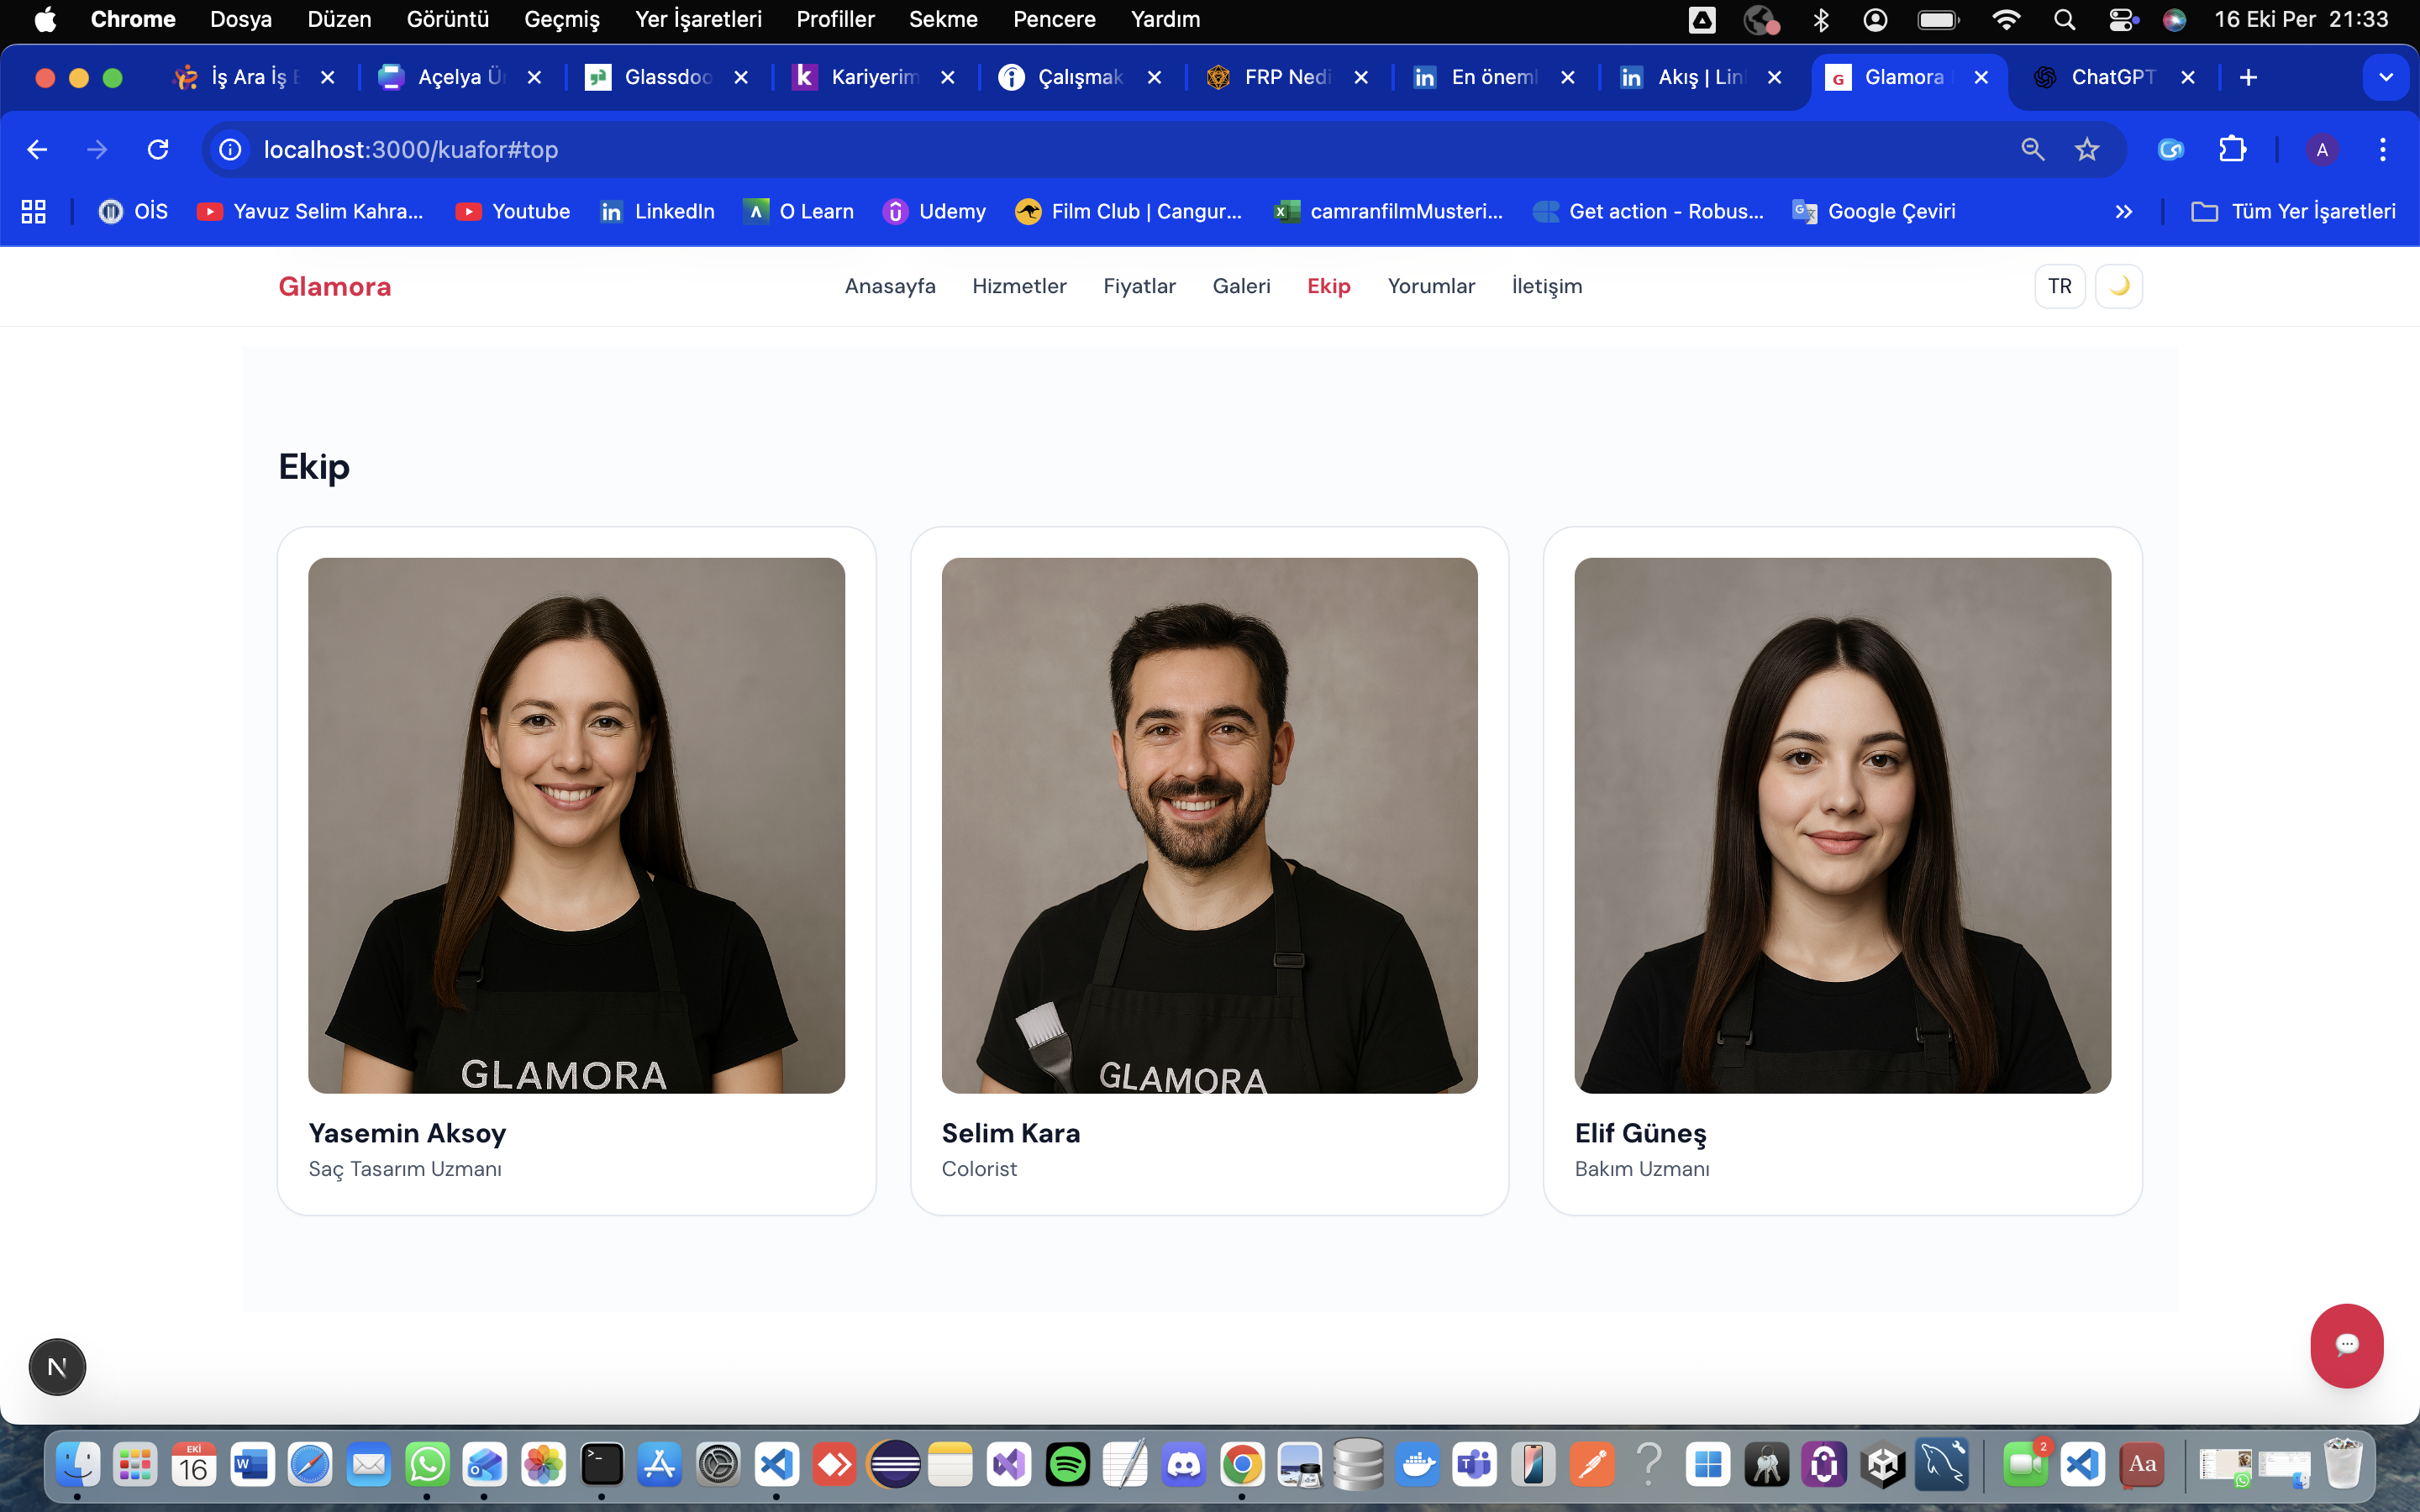 Chrome Dosya Düzen Görüntü Geçmiş Yer İşaretleri Profiller Sekme Pencere Yardım 16 Eki Per 21:33
İş Ara İş Açelya Glassdoo Kariyerim Çalışmak FRP Nedi En öneml Akış | Lin Glamora ChatGPT
localhost:3000/kuafor#top A
OİS Yavuz Selim Kahra... Youtube LinkedIn O Learn Udemy Film Club | Cangur... camranfilmMusteri... Get action - Robus... Google Çeviri Tüm Yer İşaretleri
Glamora Anasayfa Hizmetler Fiyatlar Galeri Ekip Yorumlar İletişim TR
Ekip
GLAMORA
GLAMORA
Yasemin Aksoy
Saç Tasarım Uzmanı
Selim Kara
Colorist
Elif Güneş
Bakım Uzmanı
N
EKİ
16
2
Aa